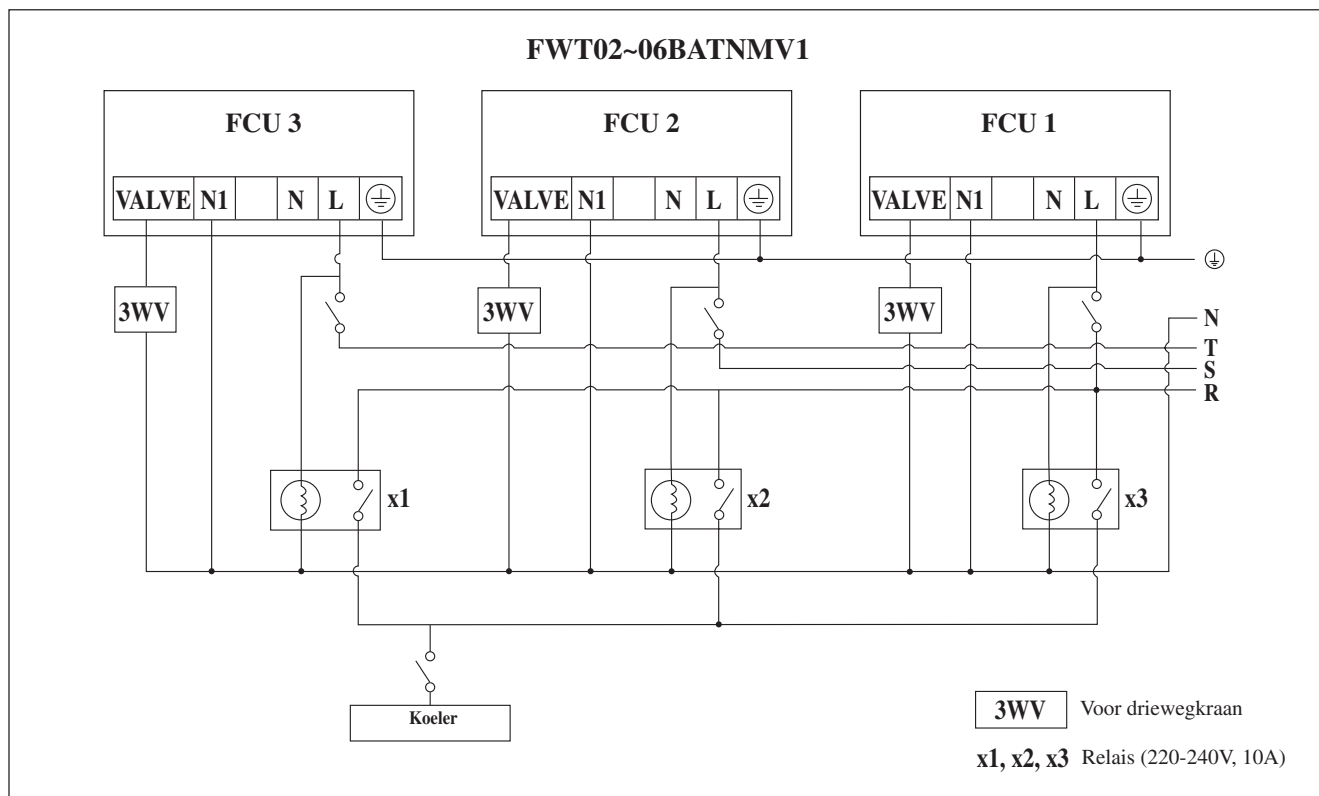 FWT02~06BATNMV1
FCU 3 FCU 2 FCU 1
VALVE N1 N L VALVE N1 N L VALVE N1 N L
3WV 3WV 3WV
N
T
S
R
x1 x2 x3
Koeler
3WV Voor driewegkraan
x1, x2, x3 Relais (220-240V, 10A)